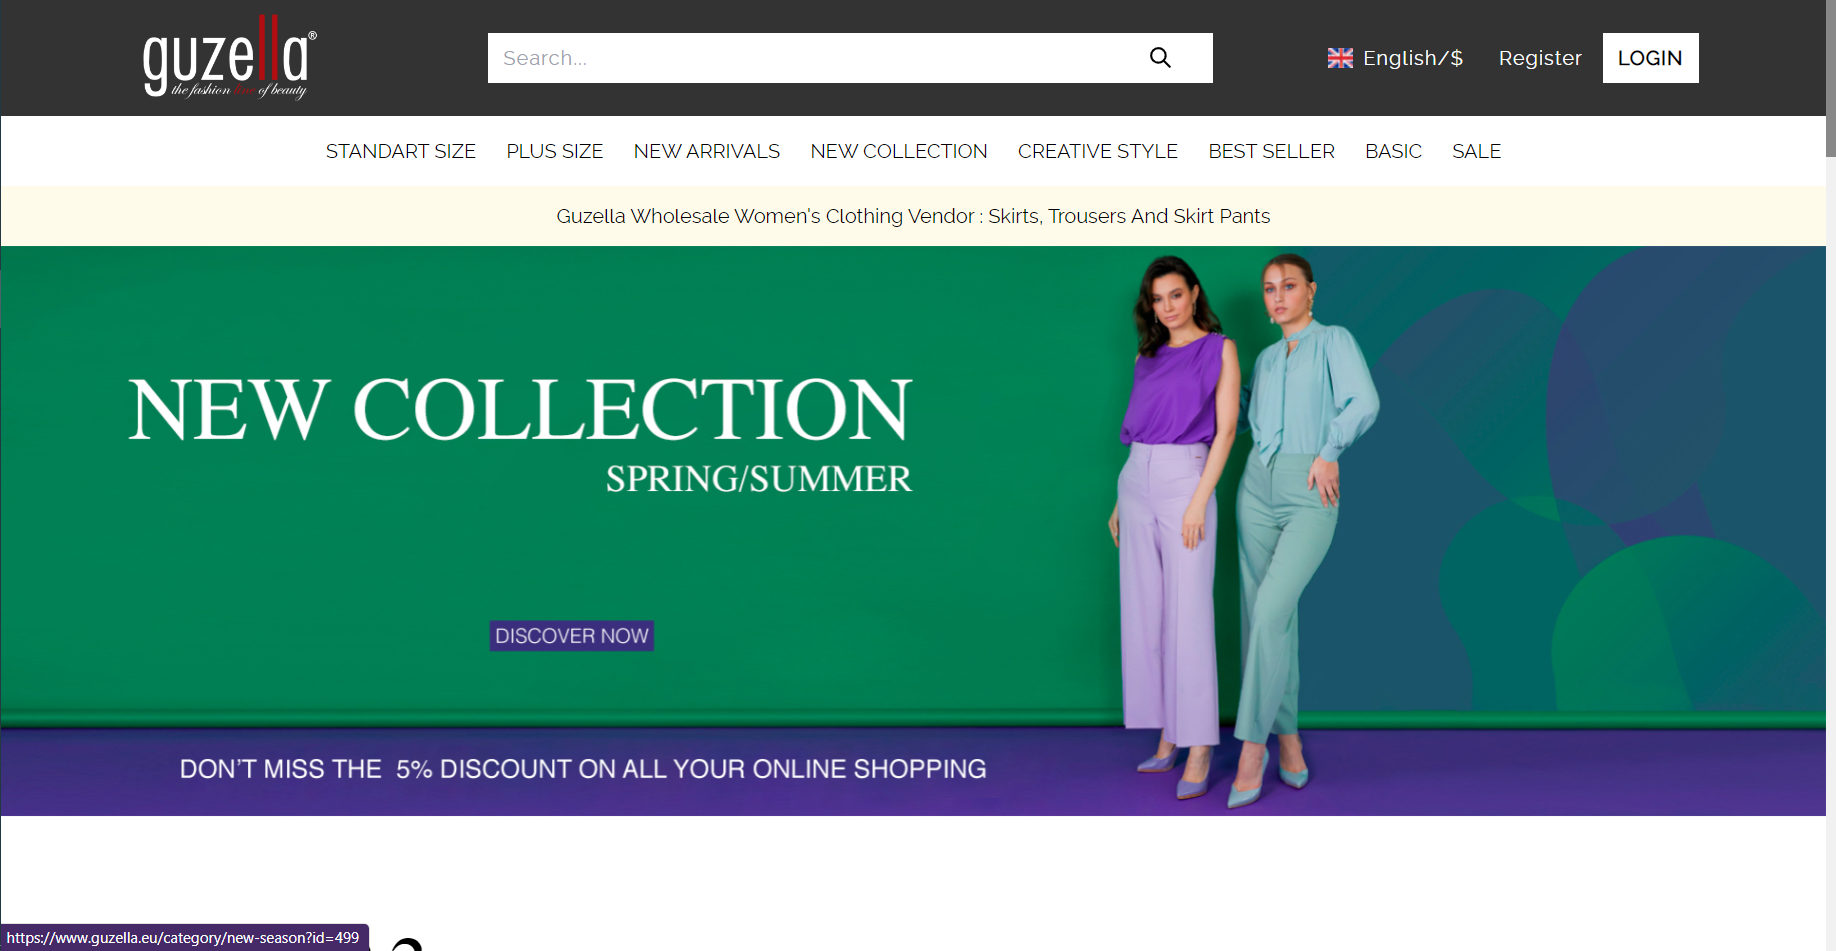 guzella®
the fashion line of beauty
Search...
English/$
Register
LOGIN
STANDART SIZE
PLUS SIZE
NEW ARRIVALS
NEW COLLECTION
CREATIVE STYLE
BEST SELLER
BASIC
SALE
Guzella Wholesale Women's Clothing Vendor : Skirts, Trousers And Skirt Pants
NEW COLLECTION
SPRING/SUMMER
DISCOVER NOW
DON'T MISS THE 5% DISCOUNT ON ALL YOUR ONLINE SHOPPING
https://www.guzella.eu/category/new-season?id=499